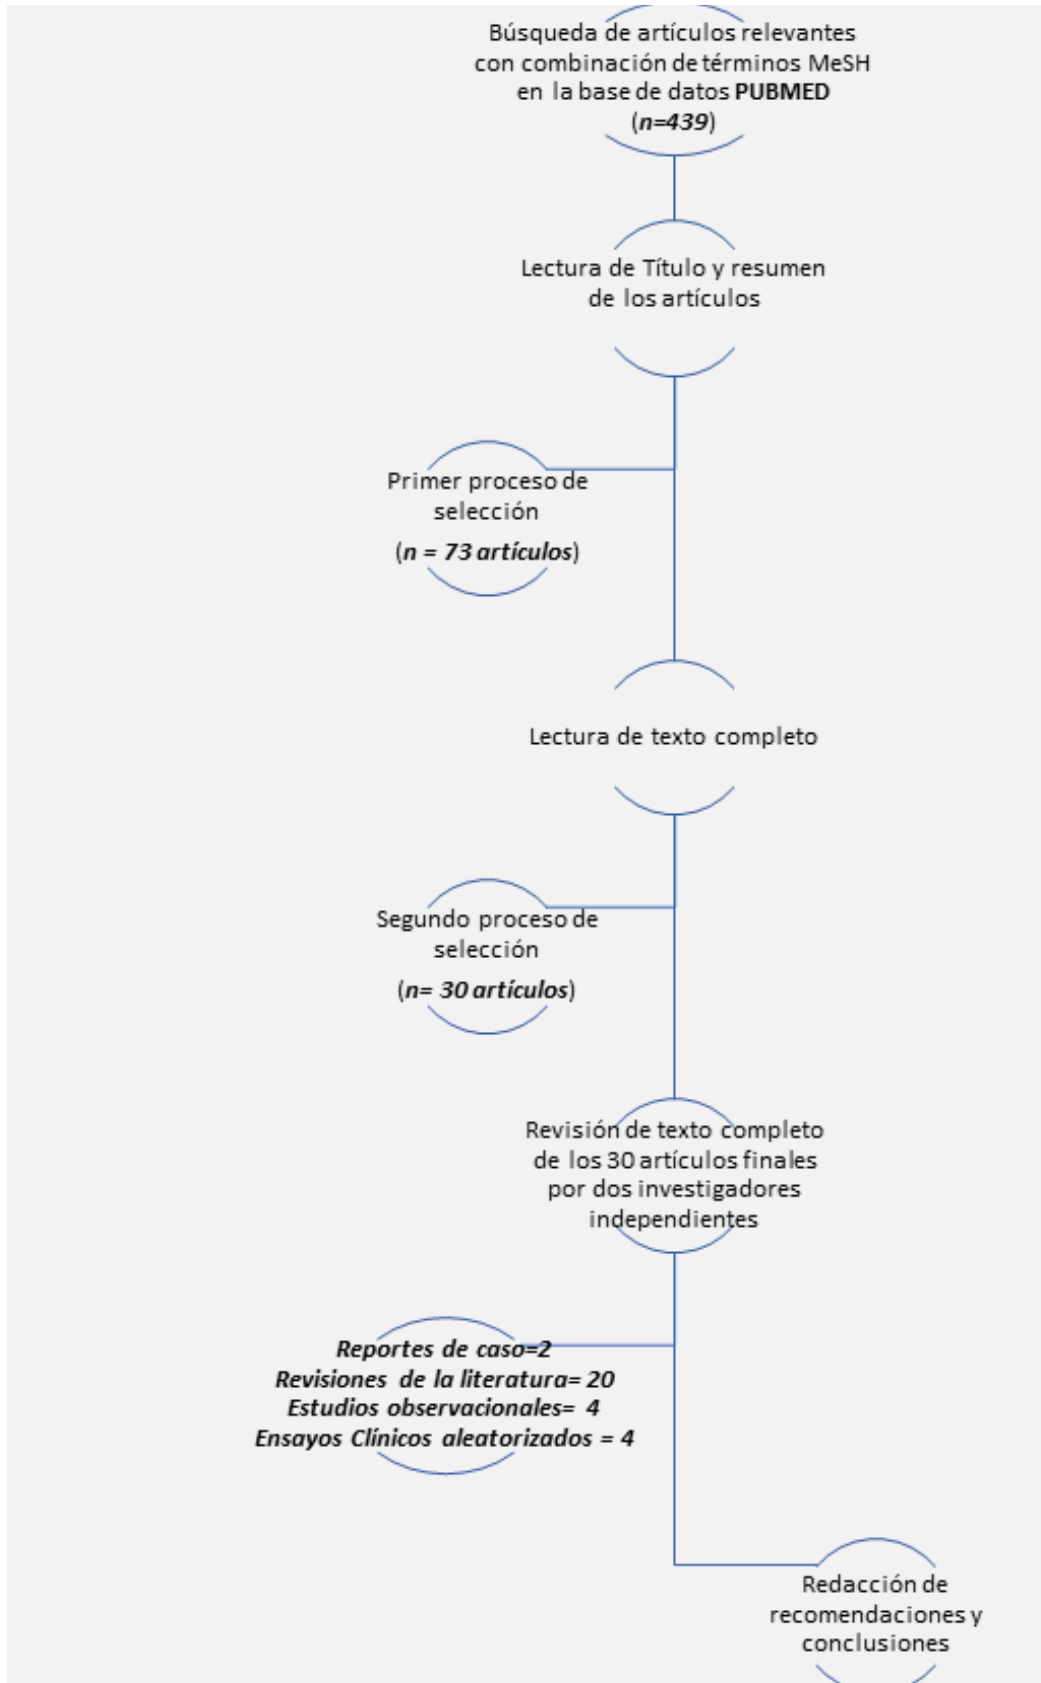 Búsqueda de artículos relevantes
con combinación de términos MeSH
en la base de datos PUBMED
(n=439)
Lectura de Título y resumen
de los artículos
Primer proceso de
selección
(n = 73 artículos)
Lectura de texto completo
Segundo proceso de
selección
(n= 30 artículos)
Revisión de texto completo
de los 30 artículos finales
por dos investigadores
independientes
Reportes de caso=2
Revisiones de la literatura= 20
Estudios observacionales= 4
Ensayos Clínicos aleatorizados = 4
Redacción de
recomendaciones y
conclusiones